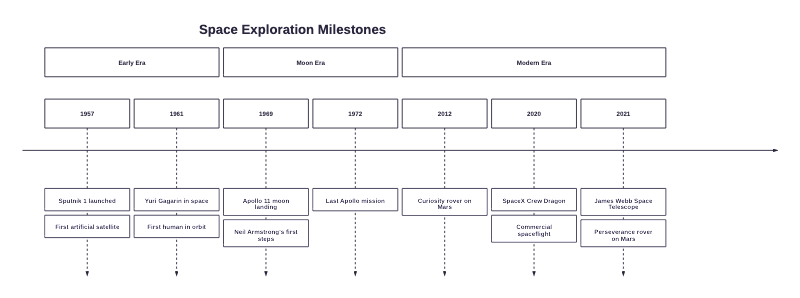 Space Exploration Milestones
Early Era
Moon Era
Modern Era
1957
1961
1969
1972
2012
2020
2021
Sputnik 1 launched
First artificial satellite
Yuri Gagarin in space
First human in orbit
Apollo 11 moon
landing
Neil Armstrong's first
steps
Last Apollo mission
Curiosity rover on
Mars
SpaceX Crew Dragon
Commercial
spaceflight
James Webb Space
Telescope
Perseverance rover
on Mars